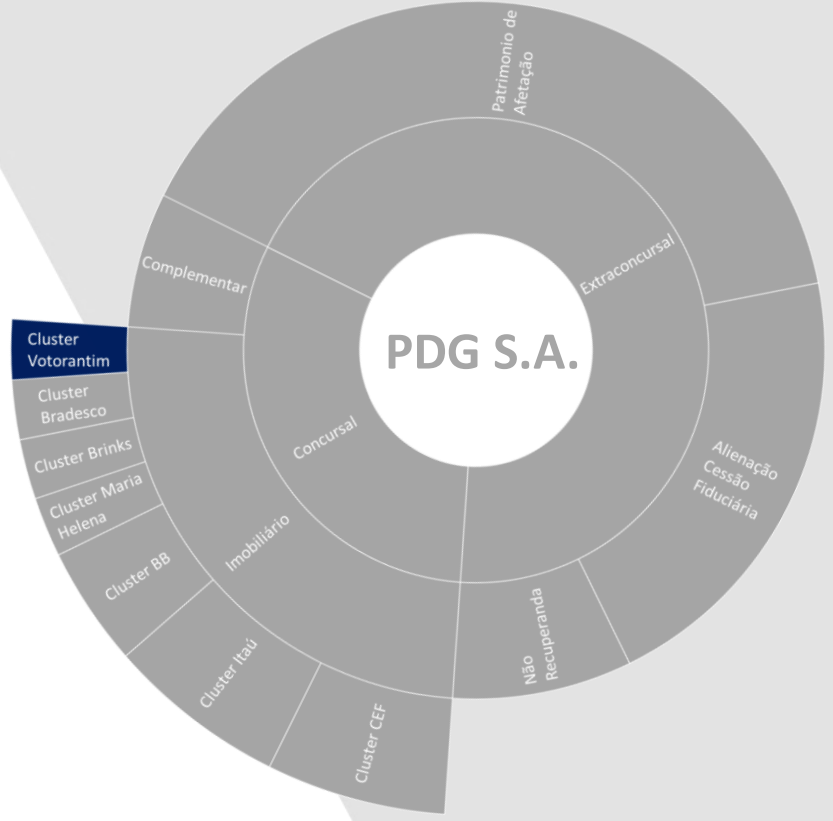 Patrimonio de
Afetação
Extraconcursal
Complementar
PDG S.A.
Cluster
Votorantim
Cluster
Bradesco
Concursal
Cluster Brinks
Alienação
Cessão
Fiduciária
Cluster Maria
Helena
Imobiliário
Cluster BB
Não
Recuperanda
Cluster Itaú
Cluster CEF